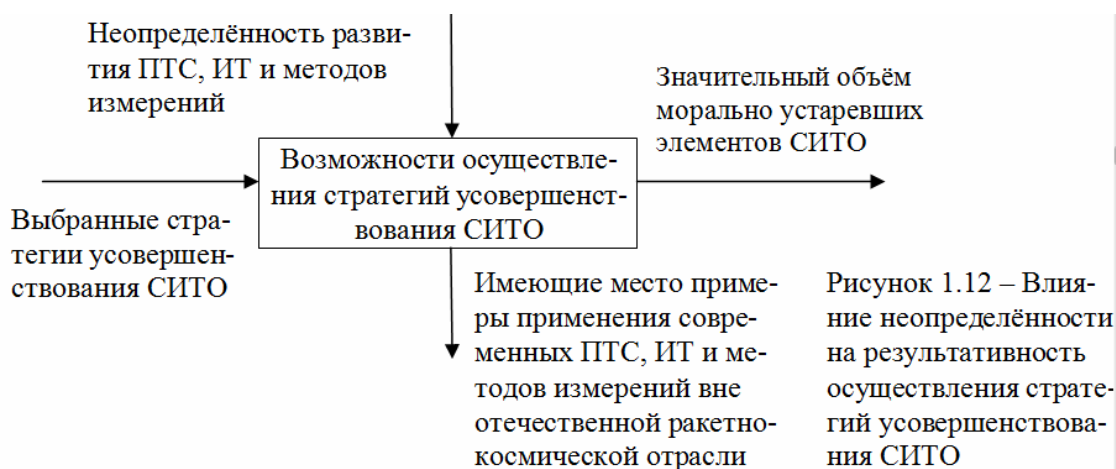 Неопределённость разви-
тия ПТС, ИТ и методов
измерений
Значительный объём
морально устаревших
элементов СИТО
Возможности осуществле-
ния стратегий усовершенст-
вования СИТО
Выбранные стра-
тегии усовершен-
ствования СИТО
Имеющие место приме-
ры применения совре-
менных ПТС, ИТ и ме-
тодов измерений вне
отечественной ракетно-
космической отрасли
Рисунок 1.12 – Влия-
ние неопределённости
на результативность
осуществления страте-
гий усовершенствова-
ния СИТО